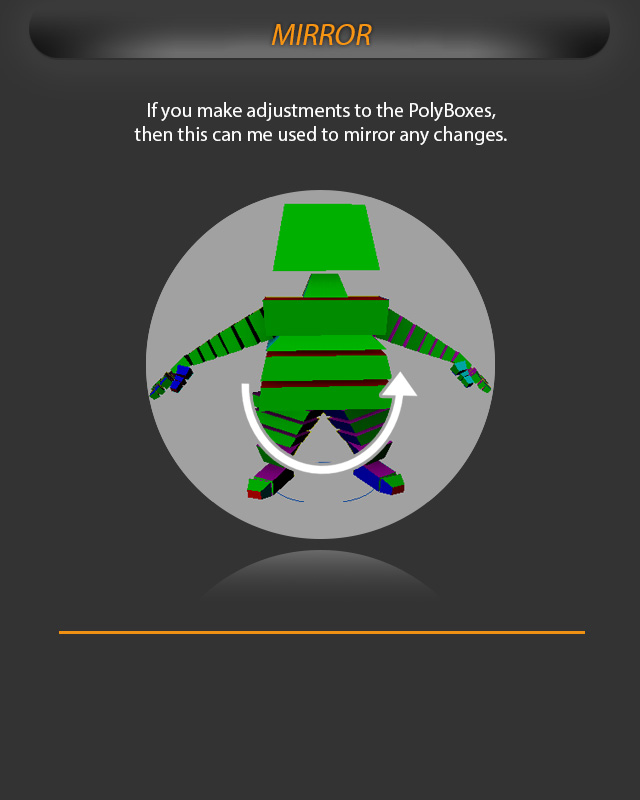 MIRROR
If you make adjustments to the PolyBoxes,
then this can me used to mirror any changes.